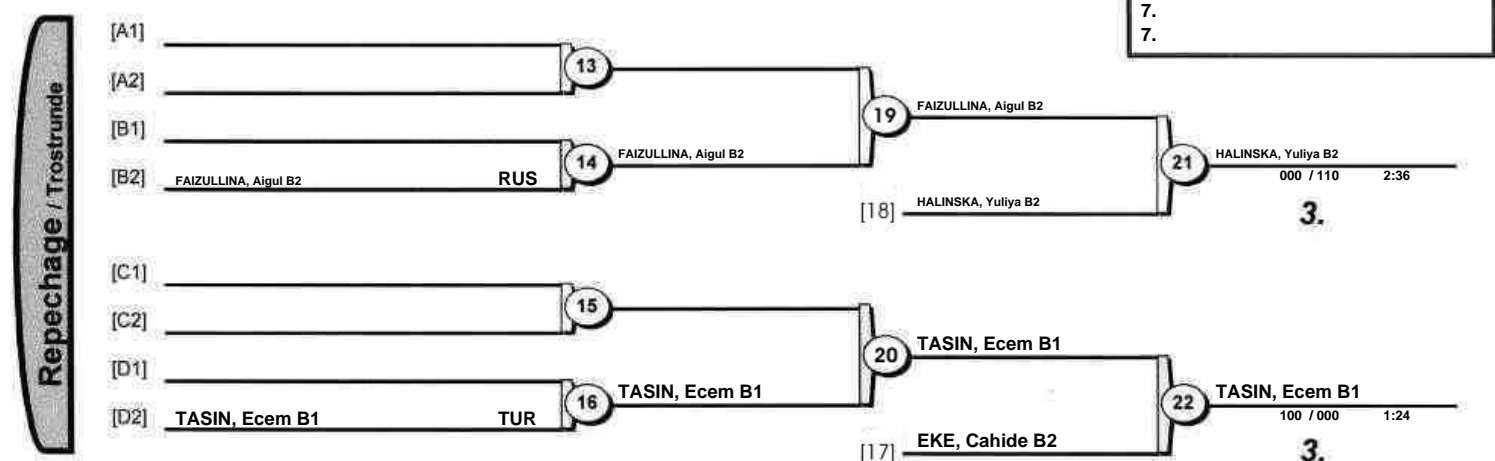 7.
7.
Repechage / Trostrunde
[A1]
13
[A2]
19
FAIZULLINA, Aigul B2
[B1]
14
FAIZULLINA, Aigul B2
[B2]
FAIZULLINA, Aigul B2 RUS
21
HALINSKA, Yuliya B2
000 / 110 2:36
[18]
HALINSKA, Yuliya B2
3.
[C1]
15
[C2]
20
TASIN, Ecem B1
[D1]
16
TASIN, Ecem B1
[D2]
TASIN, Ecem B1 TUR
22
TASIN, Ecem B1
100 / 000 1:24
[17]
EKE, Cahide B2
3.